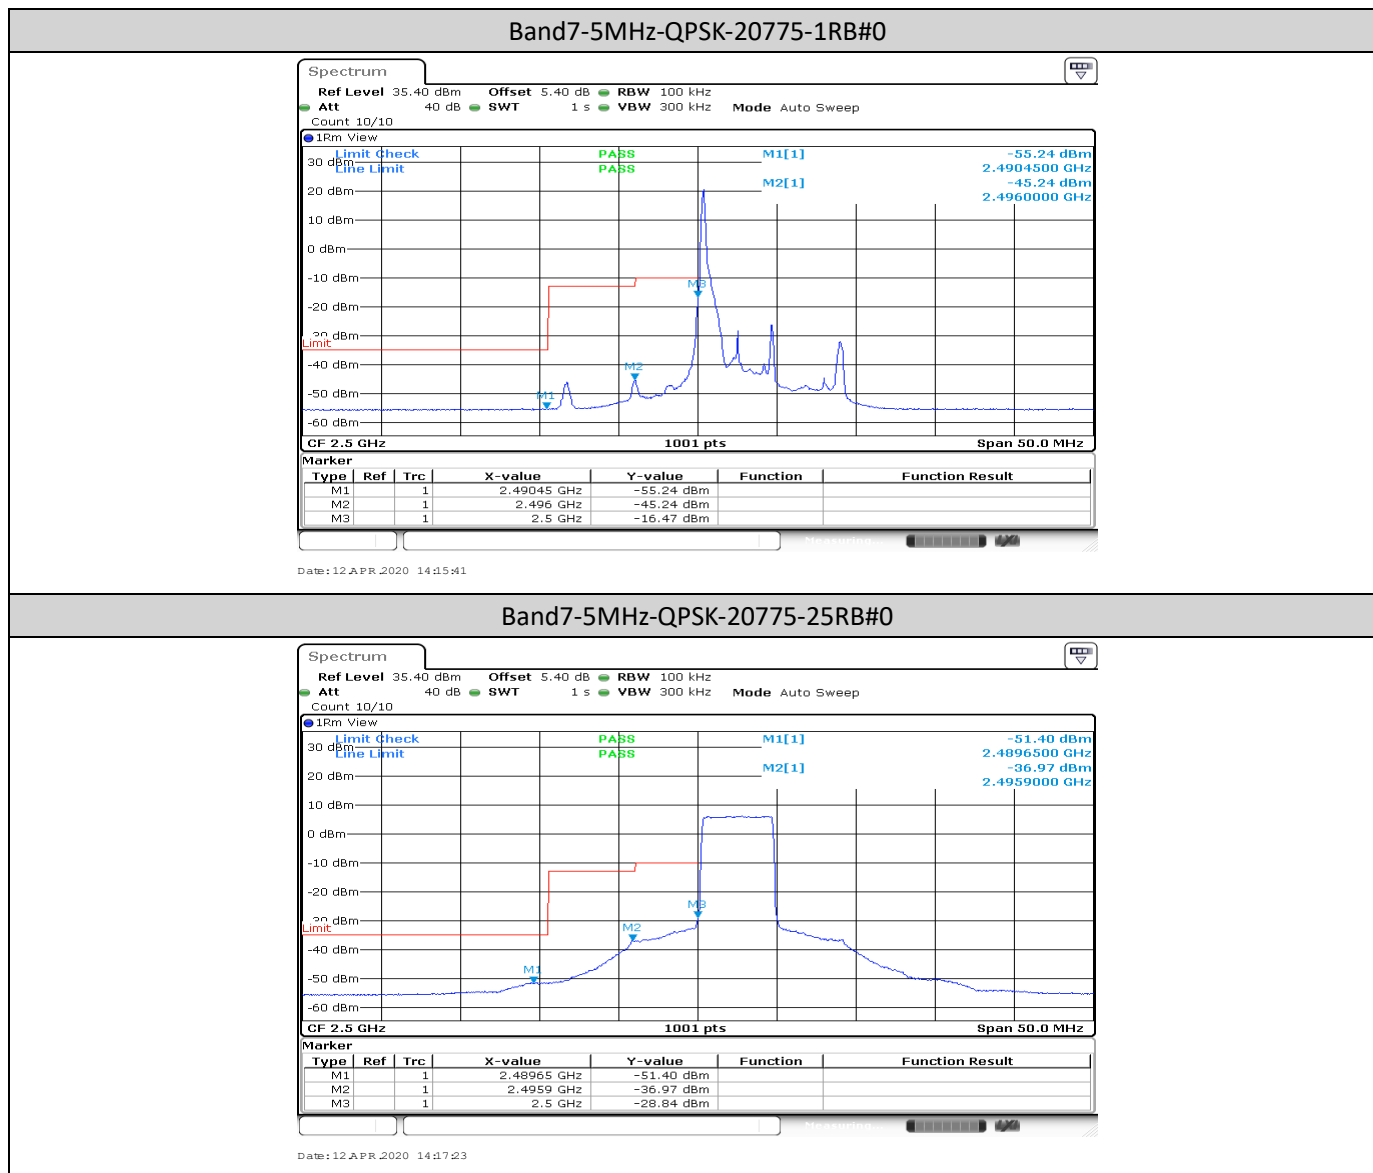 Band7-5MHz-QPSK-20775-1RB#0
Spectrum
Ref Level 35.40 dBm Offset 5.40 dB RBW 100 kHz
Att 40 dB SWT 1 s VBW 300 kHz Mode Auto Sweep
Count 10/10
1Rm View
Limit Check PASS M1[1] -55.24 dBm
30 dBm
Line Limit PASS 2.4904500 GHz
M2[1] -45.24 dBm
20 dBm
2.4960000 GHz
10 dBm
0 dBm
-10 dBm
M3
-20 dBm
-30 dBm
Limit
-40 dBm
M2
-50 dBm
M1
-60 dBm
CF 2.5 GHz 1001 pts Span 50.0 MHz
Marker
Type Ref Trc X-value Y-value Function Function Result
M1 1 2.49045 GHz -55.24 dBm
M2 1 2.496 GHz -45.24 dBm
M3 1 2.5 GHz -16.47 dBm
Measuring...
Date: 12.APR.2020 14:15:41
Band7-5MHz-QPSK-20775-25RB#0
Spectrum
Ref Level 35.40 dBm Offset 5.40 dB RBW 100 kHz
Att 40 dB SWT 1 s VBW 300 kHz Mode Auto Sweep
Count 10/10
1Rm View
Limit Check PASS M1[1] -51.40 dBm
30 dBm
Line Limit PASS 2.4896500 GHz
M2[1] -36.97 dBm
20 dBm
2.4959000 GHz
10 dBm
0 dBm
-10 dBm
-20 dBm
M3
-30 dBm
Limit
M2
-40 dBm
M1
-50 dBm
-60 dBm
CF 2.5 GHz 1001 pts Span 50.0 MHz
Marker
Type Ref Trc X-value Y-value Function Function Result
M1 1 2.48965 GHz -51.40 dBm
M2 1 2.4959 GHz -36.97 dBm
M3 1 2.5 GHz -28.84 dBm
Measuring...
Date: 12.APR.2020 14:17:23